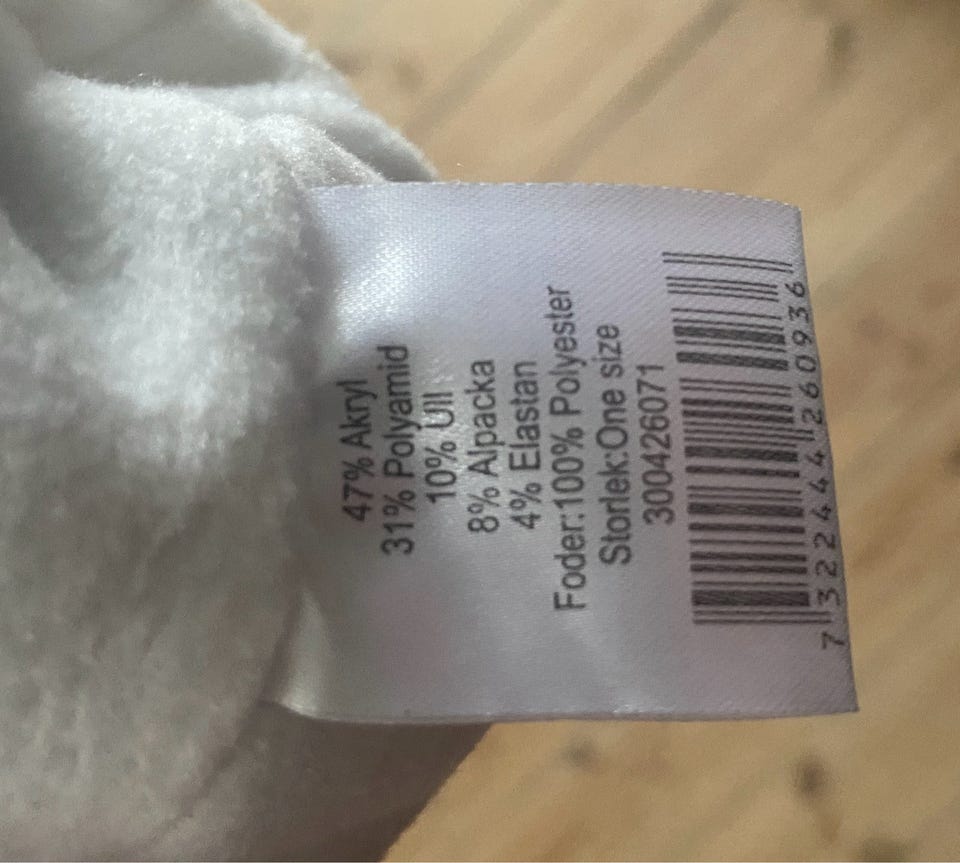 47% Akryl
31% Polyamid
10% Ull
8% Alpacka
4% Elastan
Foder:100% Polyester
Storlek:One size
300426071
7322444260936